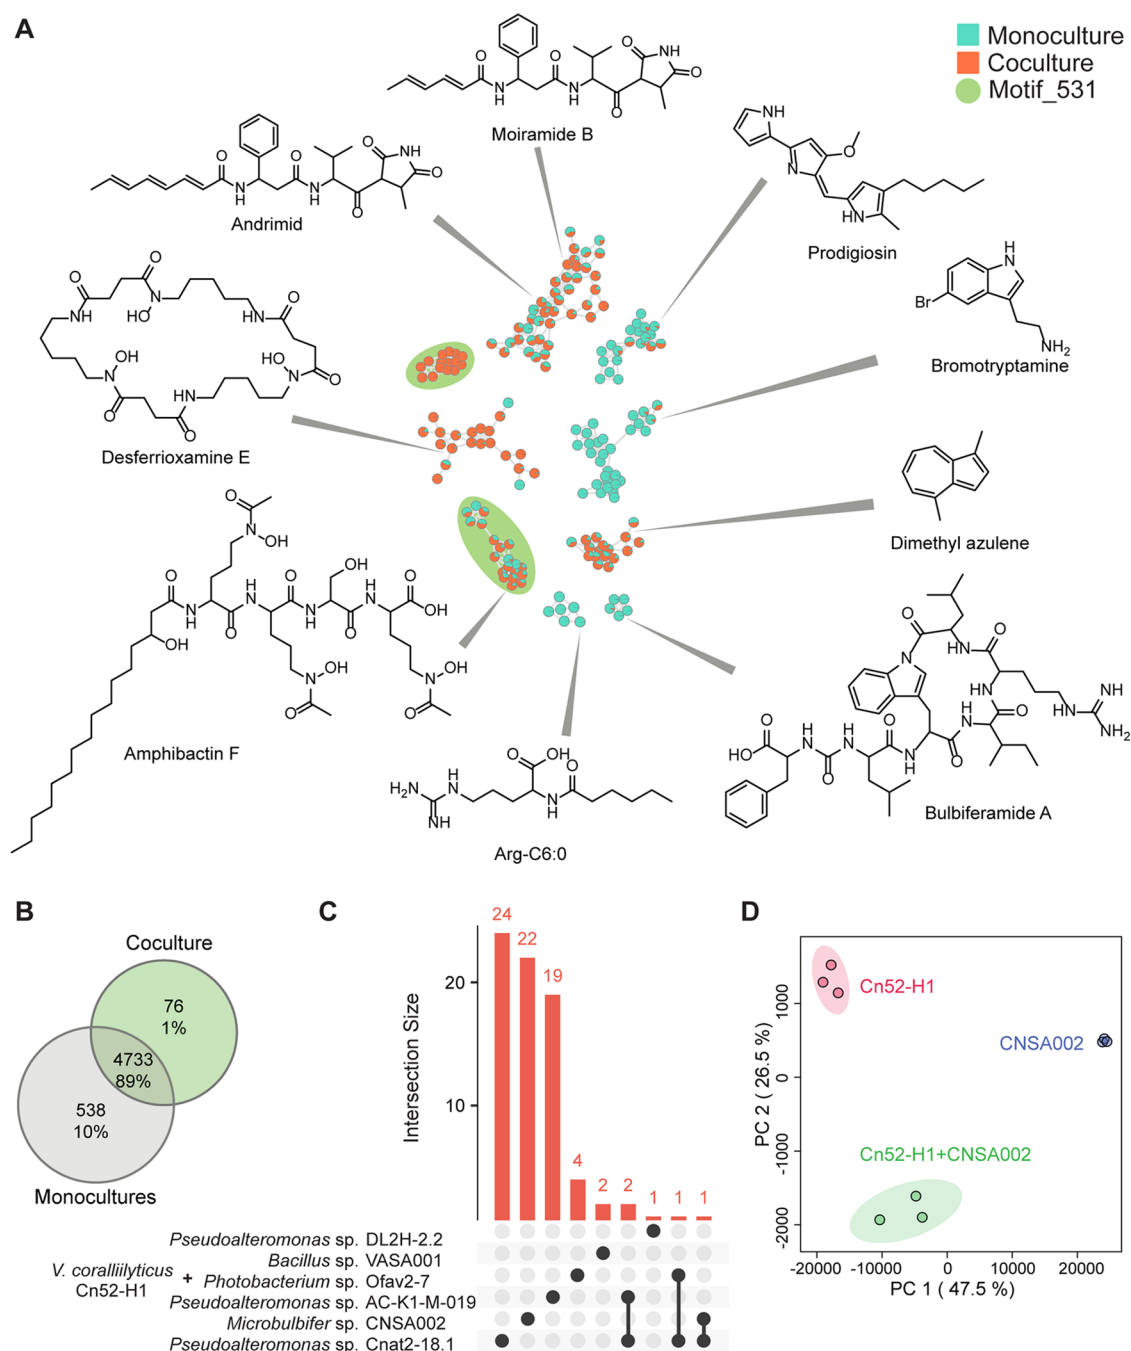 A
Monoculture
Coculture
Motif_531
Moiramide B
Andrimid
Prodigiosin
Bromotryptamine
Desferrioxamine E
Dimethyl azulene
Amphibactin F
Arg-C6:0
Bulbiferamide A
B
Coculture
76
1%
4733
89%
538
10%
Monocultures
C
Intersection Size
20
10
24
22
19
4
2
2
1
1
1
V. coralliilyticus
Cn52-H1
+
Pseudoalteromonas sp. DL2H-2.2
Bacillus sp. VASA001
Photobacterium sp. Ofav2-7
Pseudoalteromonas sp. AC-K1-M-019
Microbulbifer sp. CNSA002
Pseudoalteromonas sp. Cnat2-18.1
D
Cn52-H1
CNSA002
Cn52-H1+CNSA002
PC 2 ( 26.5 %)
1000
0
-1000
-2000
-20000
-10000
0
10000
20000
PC 1 ( 47.5 %)